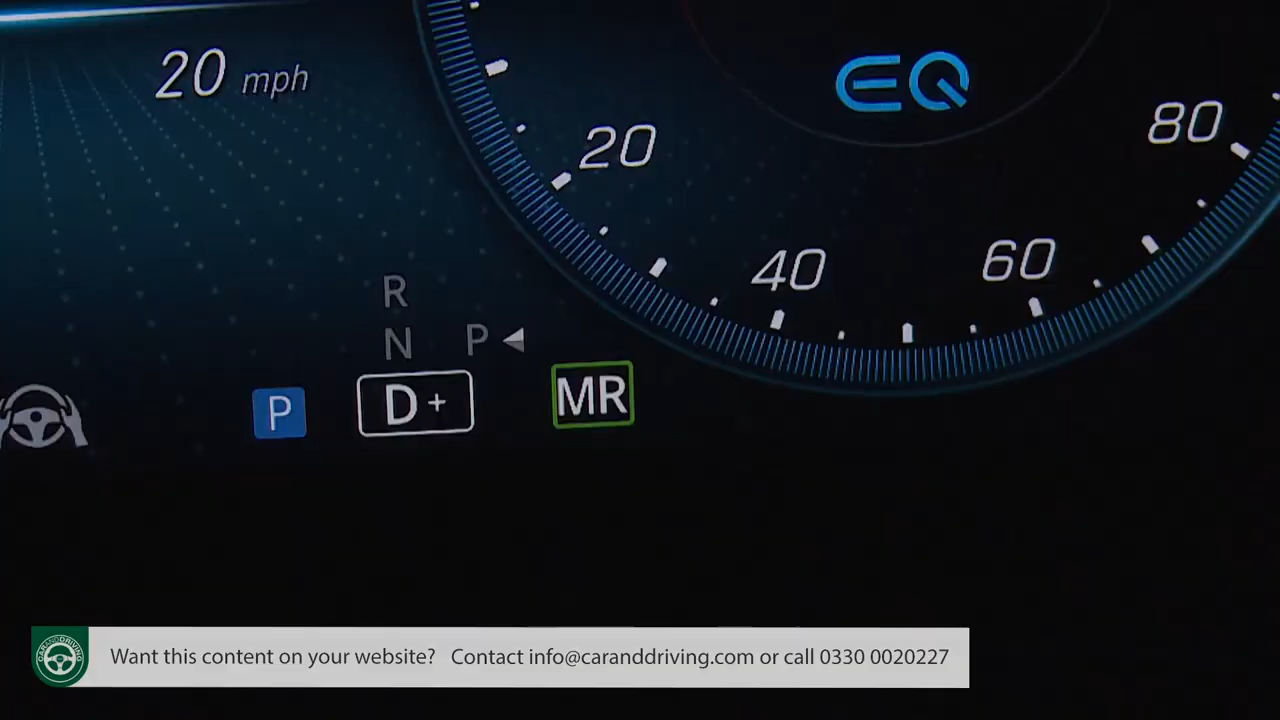 20 mph
EQ
20
80
40
60
R
N P
P D + MR
CARANDDRIVING
Want this content on your website? Contact info@caranddriving.com or call 0330 0020227